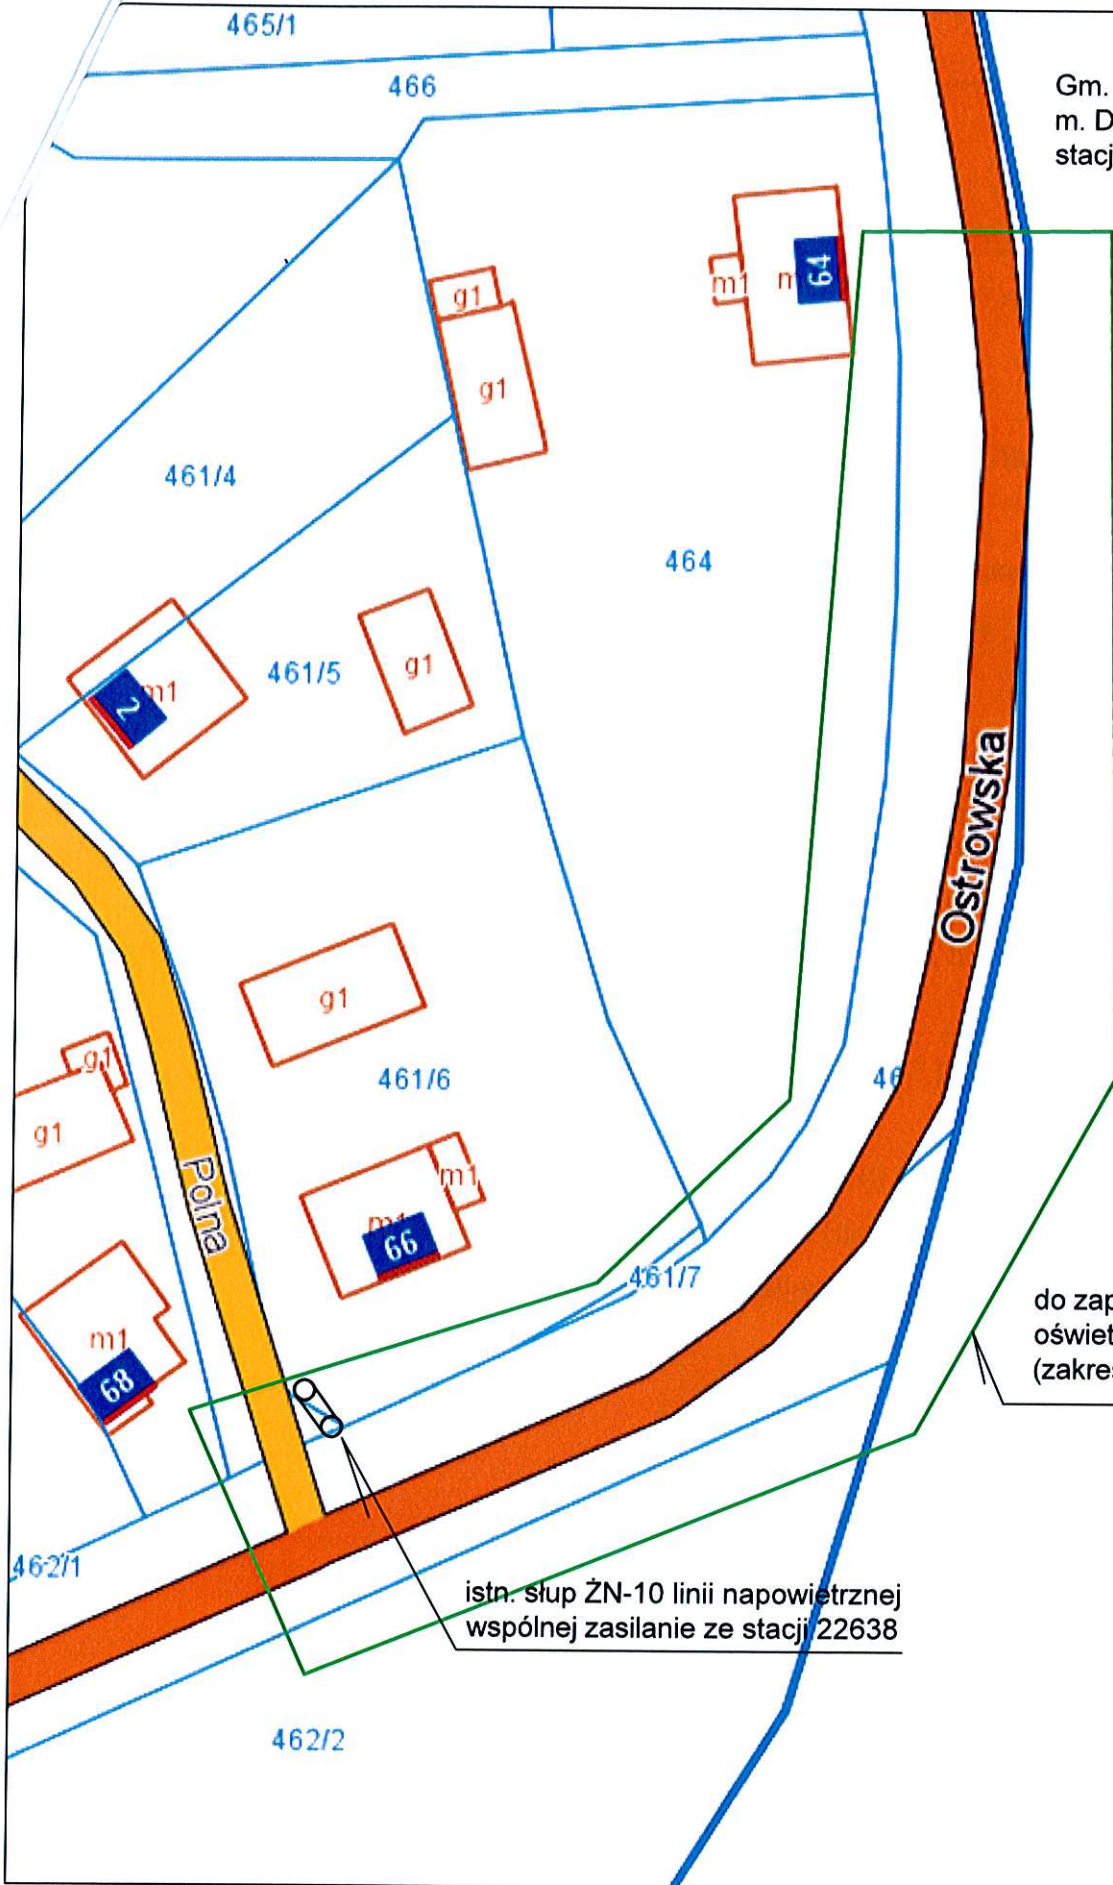 465/1
466
Gm.
m. D
stacj
64
m1
g1
g1
461/4
464
461/5
g1
m1
2
Ostrowska
g1
461/6
46
g1
g1
Polna
m1
66
461/7
m1
68
do zap
oświet
(zakre
462/1
istn. słup ŻN-10 linii napowietrznej
wspólnej zasilanie ze stacji 22638
462/2